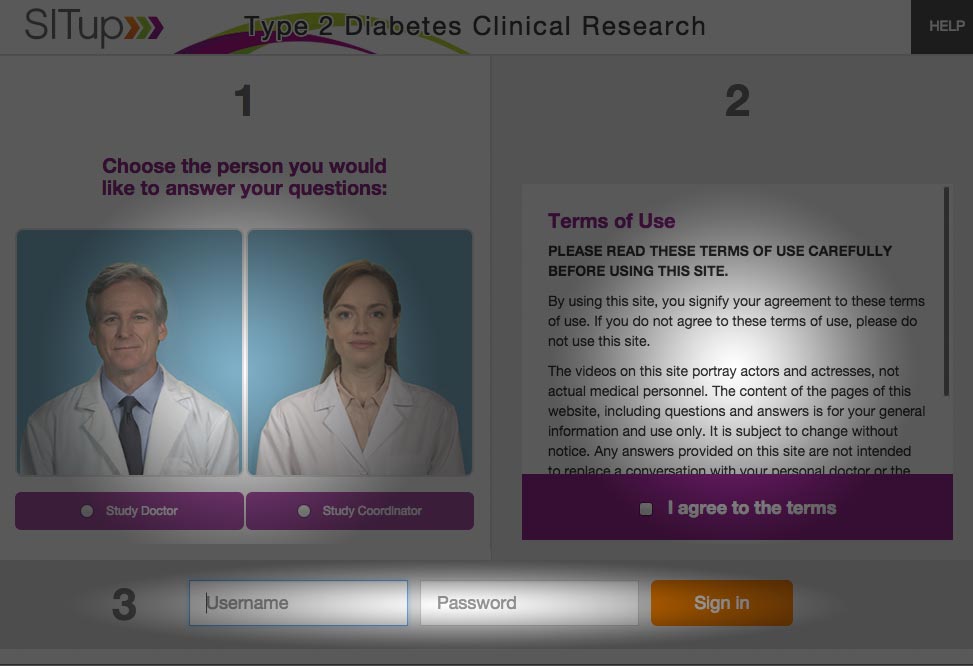 SITup
Type 2 Diabetes Clinical Research
HELP
1
Choose the person you would
like to answer your questions:
Study Doctor
Study Coordinator
2
Terms of Use
PLEASE READ THESE TERMS OF USE CAREFULLY
BEFORE USING THIS SITE.
By using this site, you signify your agreement to these terms
of use. If you do not agree to these terms of use, please do
not use this site.
The videos on this site portray actors and actresses, not
actual medical personnel. The content of the pages of this
website, including questions and answers is for your general
information and use only. It is subject to change without
notice. Any answers provided on this site are not intended
to replace a conversation with your personal doctor or the
I agree to the terms
3
Username
Password
Sign in